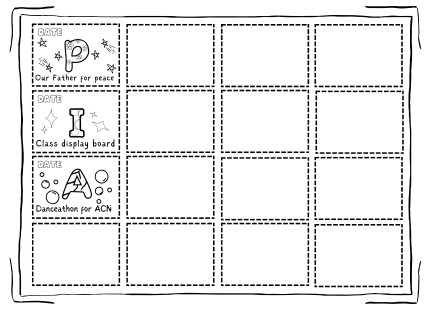 DATE
P
Our Father for peace
DATE
I
Class display board
DATE
A
Danceathon for ACN